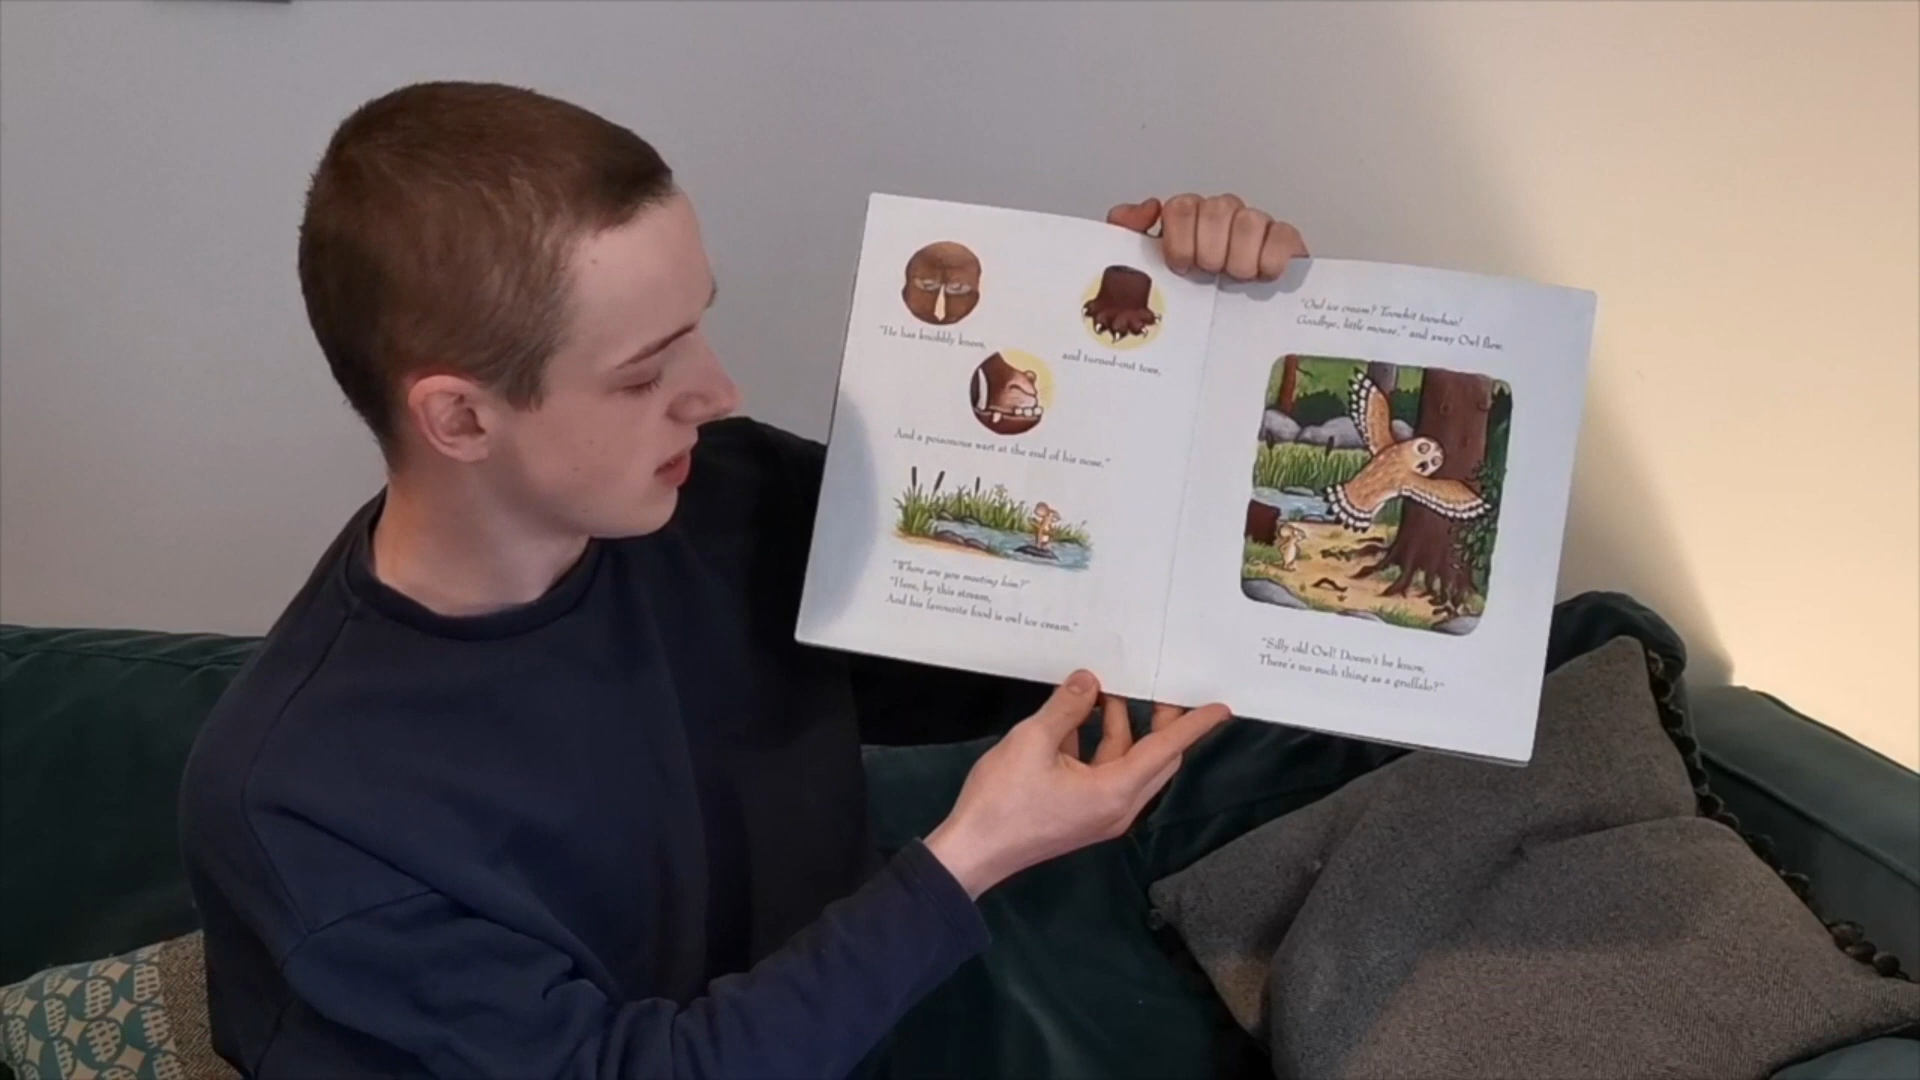 "He has knobbly knees,
and turned-out toes,
And a poisonous wart at the end of his nose."
"Where are you meeting him?"
"Here, by this stream,
And his favourite food is owl ice cream."
"Owl ice cream? Toowhit toowhoo!
Goodbye, little mouse," and away Owl flew.
"Silly old Owl! Doesn't he know,
There's no such thing as a gruffalo?"